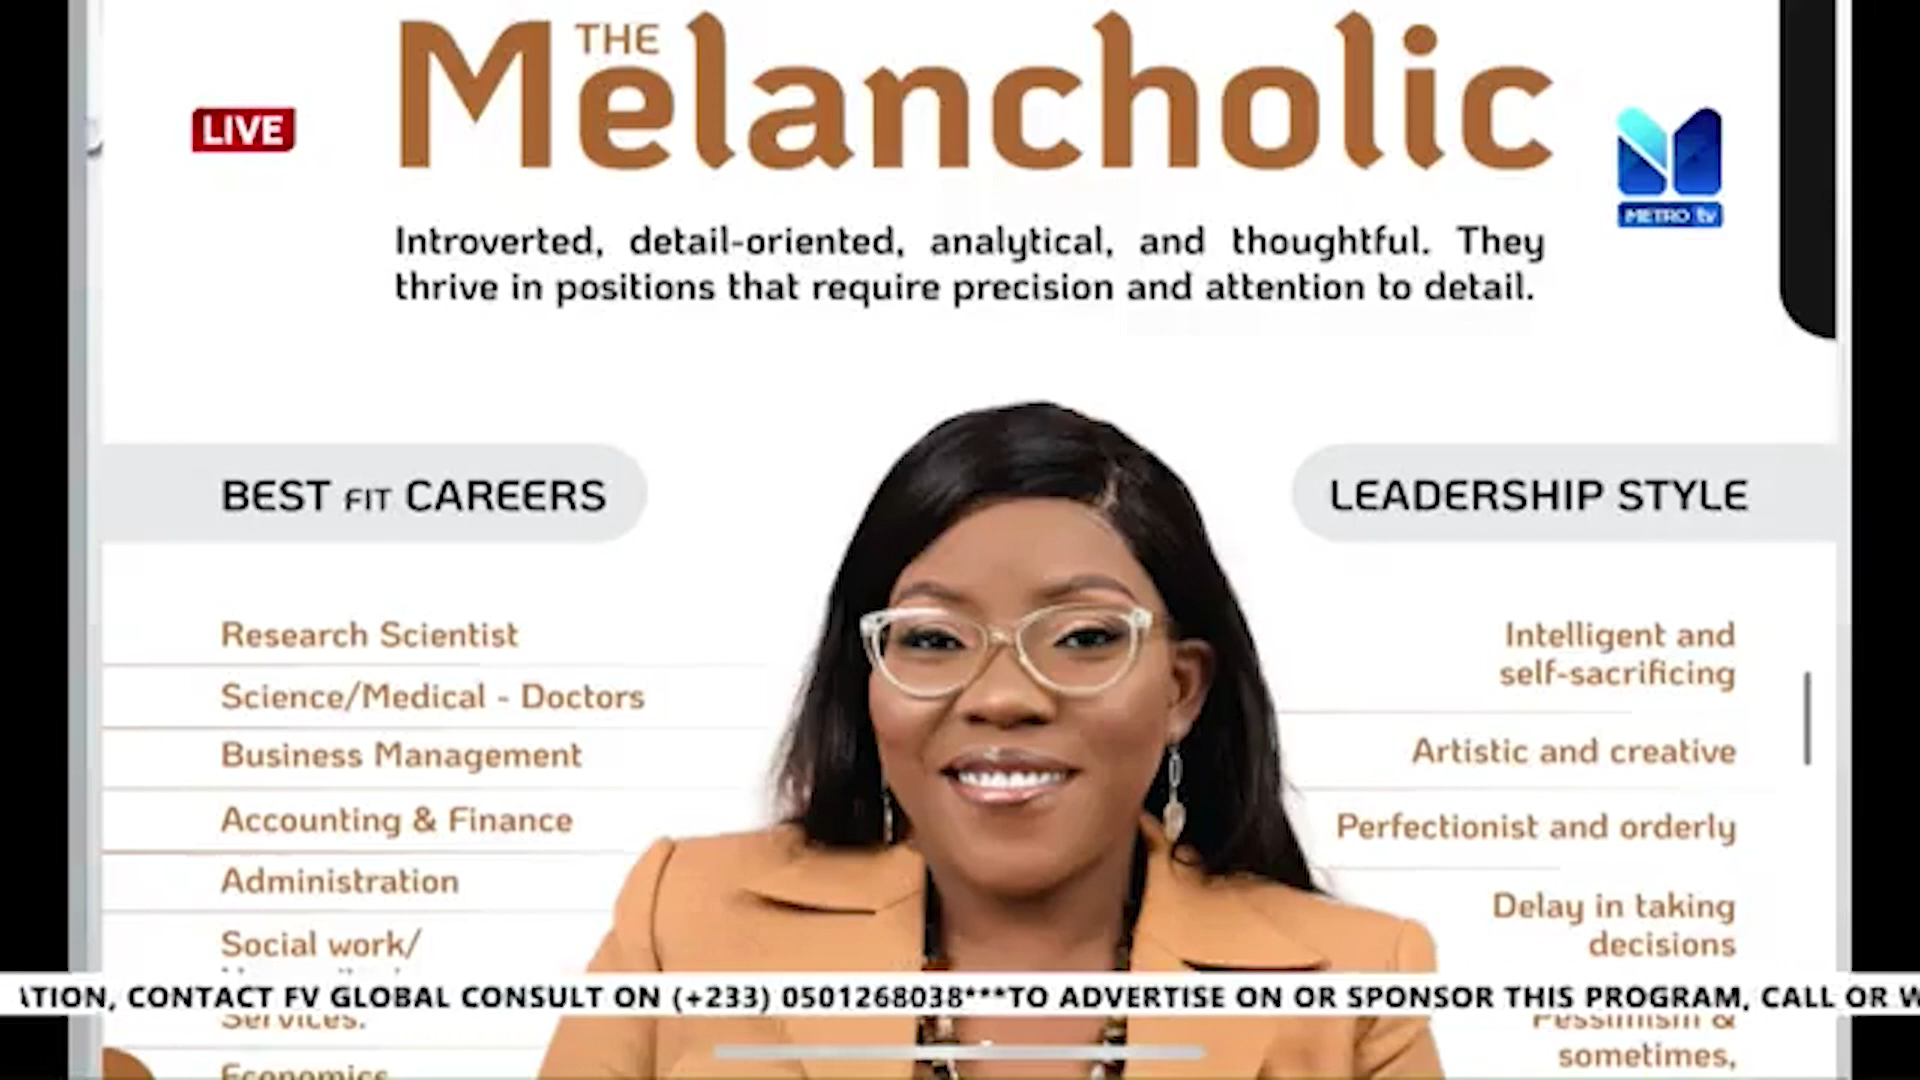 THE
Melancholic
LIVE
METRO tv
Introverted, detail-oriented, analytical, and thoughtful. They
thrive in positions that require precision and attention to detail.
BEST FIT CAREERS
Research Scientist
Science/Medical - Doctors
Business Management
Accounting & Finance
Administration
Social work/
Services.
Economics
LEADERSHIP STYLE
Intelligent and
self-sacrificing
Artistic and creative
Perfectionist and orderly
Delay in taking
decisions
Pessimism &
sometimes,
ATION, CONTACT FV GLOBAL CONSULT ON (+233) 0501268038***TO ADVERTISE ON OR SPONSOR THIS PROGRAM, CALL OR W